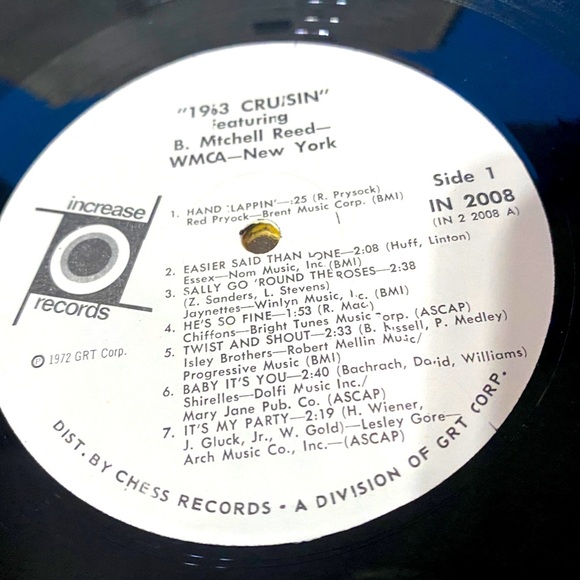 "1963 CRUISIN"
Featuring
B. Mitchell Reed—
WMCA—New York
increase
records
Side 1
IN 2008
(IN 2 2008 A)
℗ 1972 GRT Corp.
1. HAND CLAPPIN'—:25 (R. Prysock)
Red Pryock—Brent Music Corp. (BMI)
2. EASIER SAID THAN DONE—2:08 (Huff, Linton)
Essex—Nom Music, Inc. (BMI)
3. SALLY GO 'ROUND THE ROSES—2:38
(Z. Sanders, L. Stevens)
Jaynettes—Winlyn Music, Inc. (BMI)
4. HE'S SO FINE—1:53 (R. Mac)
Chiffons—Bright Tunes Music Corp. (ASCAP)
5. TWIST AND SHOUT—2:33 (B. Russell, P. Medley)
Isley Brothers—Robert Mellin Music/
Progressive Music (BMI)
6. BABY IT'S YOU—2:40 (Bachrach, David, Williams)
Shirelles—Dolfi Music Inc./
Mary Jane Pub. Co. (ASCAP)
7. IT'S MY PARTY—2:19 (H. Wiener,
J. Gluck, Jr., W. Gold)—Lesley Gore—
Arch Music Co., Inc.—(ASCAP)
DIST. BY CHESS RECORDS • A DIVISION OF GRT CORP.